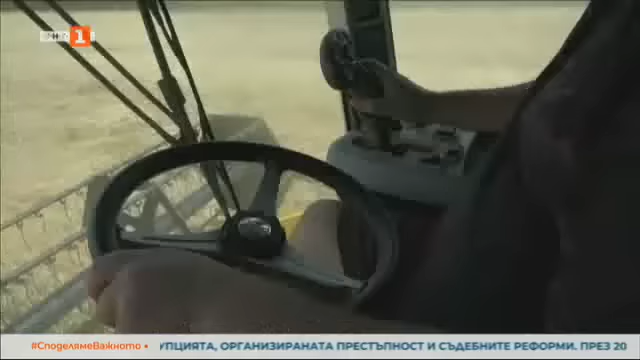 БНТ 1
#СподелямеВажното • УПЦИЯТА, ОРГАНИЗИРАНАТА ПРЕСТЪПНОСТ И СЪДЕБНИТЕ РЕФОРМИ. ПРЕЗ 20